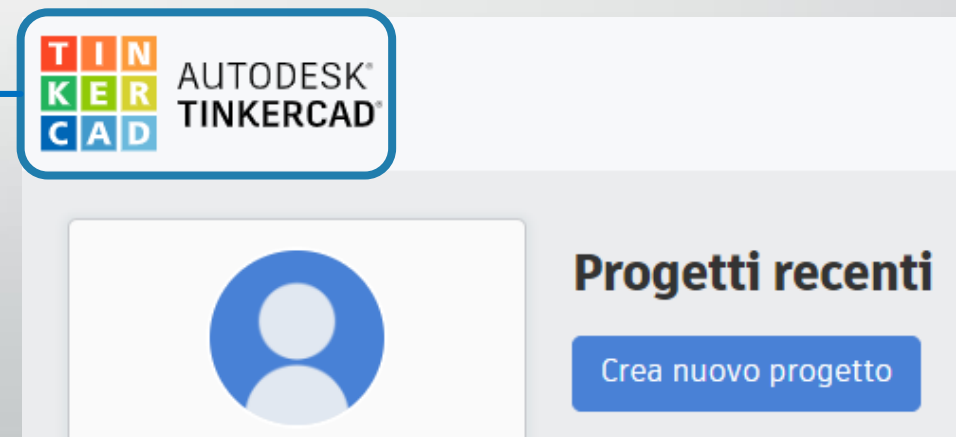 TIN
KER
CAD
AUTODESK®
TINKERCAD®
Progetti recenti
Crea nuovo progetto